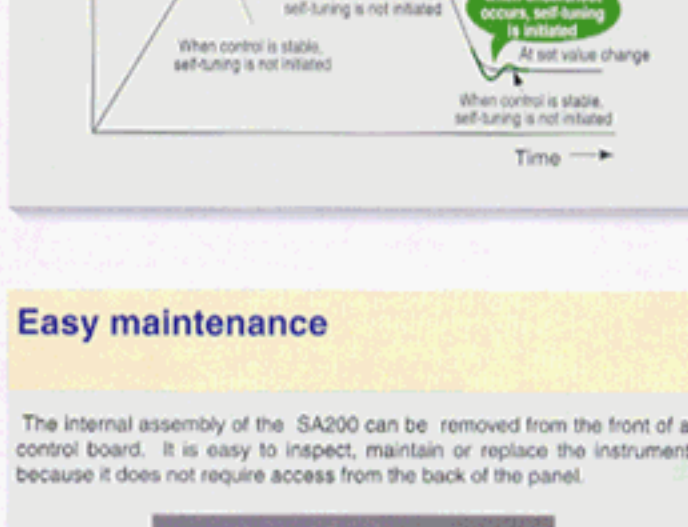 self-tuning is not initiated
occurs, self-tuning
is initiated
When control is stable,
self-tuning is not initiated
At set value change
When control is stable,
self-tuning is not initiated
Time
Easy maintenance
The internal assembly of the SA200 can be removed from the front of a
control board. It is easy to inspect, maintain or replace the instrument
because it does not require access from the back of the panel.